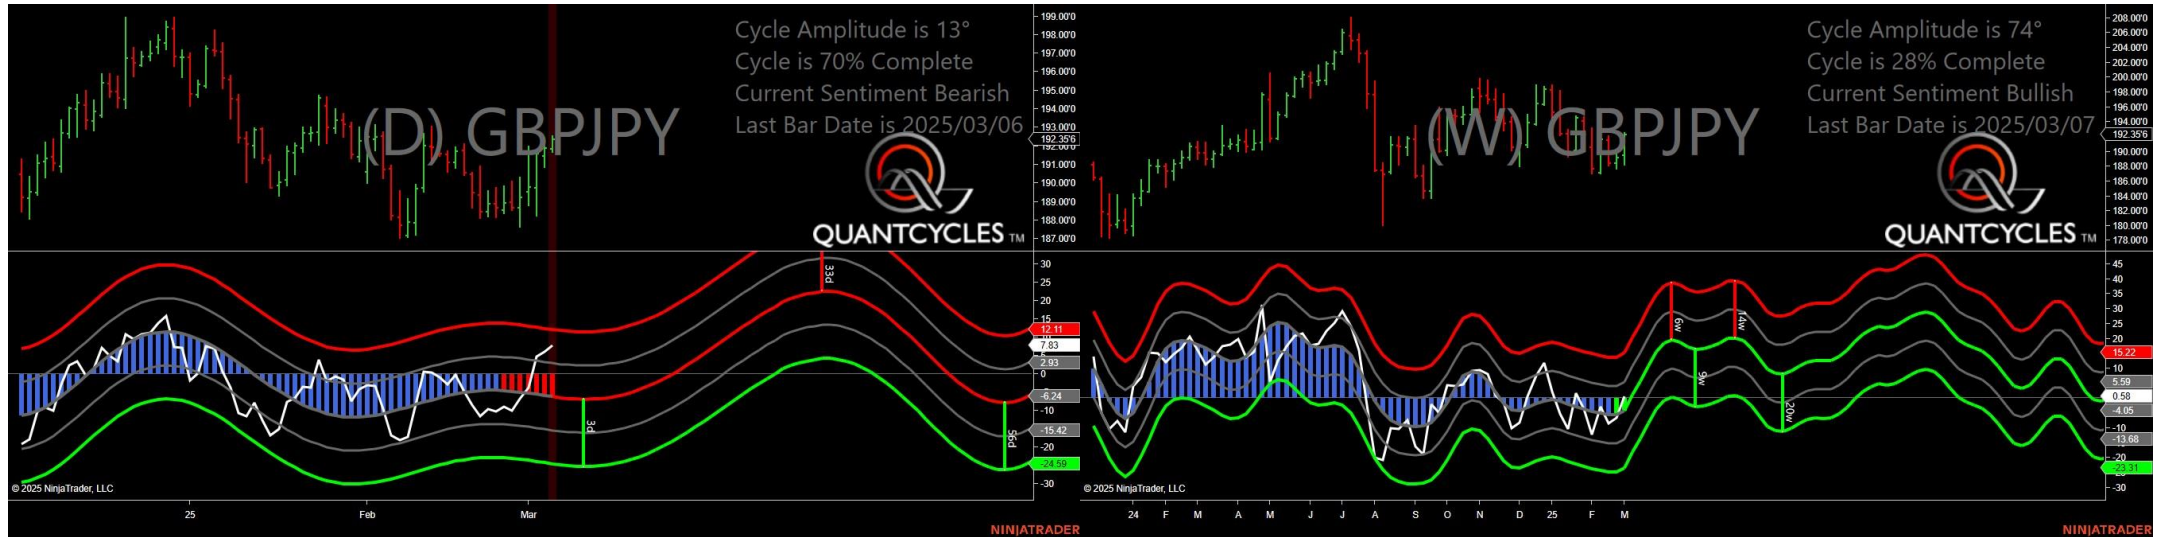 Cycle Amplitude is 13°
Cycle is 70% Complete
Current Sentiment Bearish
Last Bar Date is 2025/03/06
(D) GBPJPY
QUANTCYCLES TM
199.00'0
198.00'0
197.00'0
196.00'0
195.00'0
194.00'0
193.00'0
192.35'6
192.00'0
191.00'0
190.00'0
189.00'0
188.00'0
187.00'0
33d
3d
56d
30
25
20
15
12.11
7.83
2.93
0
-6.24
-10
-15.42
-20
-24.59
-30
© 2025 NinjaTrader, LLC
25 Feb Mar
NINJATRADER
Cycle Amplitude is 74°
Cycle is 28% Complete
Current Sentiment Bullish
Last Bar Date is 2025/03/07
(W) GBPJPY
QUANTCYCLES TM
208.00'0
206.00'0
204.00'0
202.00'0
200.00'0
198.00'0
196.00'0
194.00'0
192.35'6
190.00'0
188.00'0
186.00'0
184.00'0
182.00'0
180.00'0
178.00'0
6w
14w
9w
20w
45
40
35
30
25
20
15.22
10
5.59
0.58
-4.05
-10
-13.68
-20
-23.31
-30
© 2025 NinjaTrader, LLC
24 F M A M J J A S O N D 25 F M
NINJATRADER